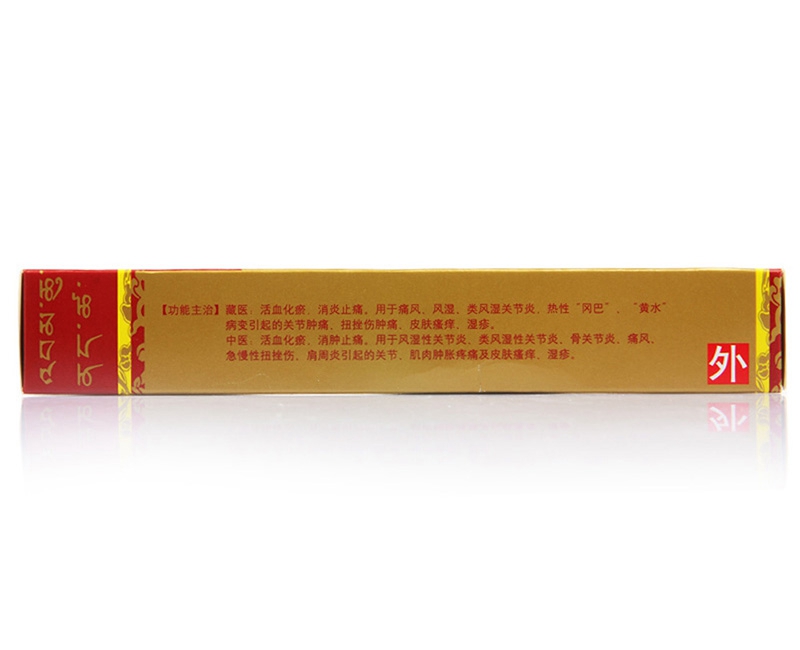 【功能主治】藏医：活血化瘀，消炎止痛。用于痛风、风湿、类风湿关节炎、热性“冈巴”、“黄水”
病变引起的关节肿痛，扭挫伤肿痛，皮肤瘙痒、湿疹。
中医：活血化瘀、消肿止痛。用于风湿性关节炎、类风湿性关节炎、骨关节炎、痛风、
急慢性扭挫伤、肩周炎引起的关节、肌肉肿胀疼痛及皮肤瘙痒、湿疹。
外